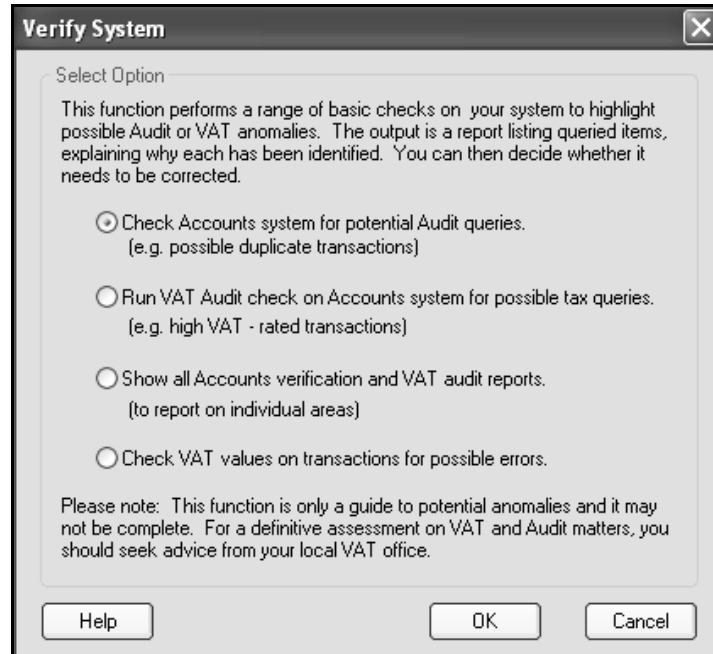 Verify System
Select Option
This function performs a range of basic checks on your system to highlight
possible Audit or VAT anomalies. The output is a report listing queried items,
explaining why each has been identified. You can then decide whether it
needs to be corrected.
Check Accounts system for potential Audit queries.
(e.g. possible duplicate transactions)
Run VAT Audit check on Accounts system for possible tax queries.
(e.g. high VAT - rated transactions)
Show all Accounts verification and VAT audit reports.
(to report on individual areas)
Check VAT values on transactions for possible errors.
Please note: This function is only a guide to potential anomalies and it may
not be complete. For a definitive assessment on VAT and Audit matters, you
should seek advice from your local VAT office.
Help OK Cancel